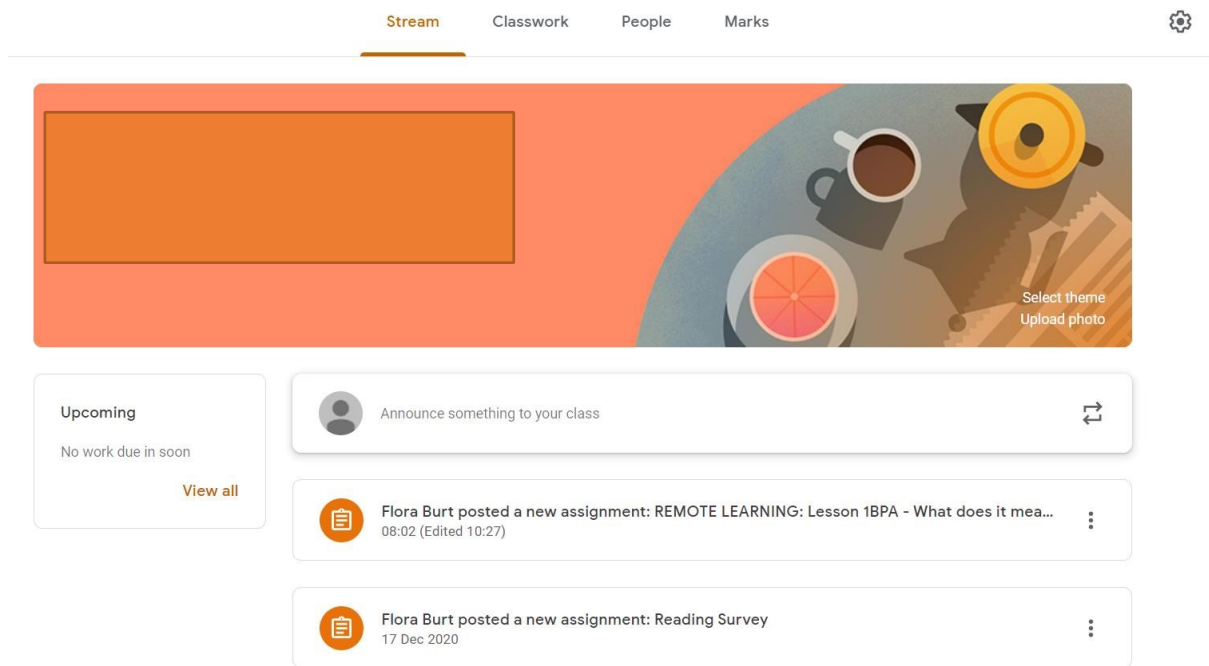 Stream Classwork People Marks
Select theme
Upload photo
Upcoming
No work due in soon
View all
Announce something to your class
Flora Burt posted a new assignment: REMOTE LEARNING: Lesson 1BPA - What does it mea...
08:02 (Edited 10:27)
Flora Burt posted a new assignment: Reading Survey
17 Dec 2020